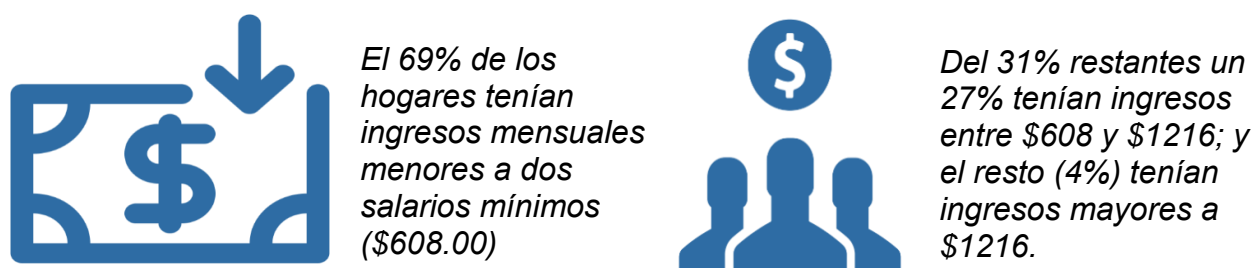 $
El 69% de los
hogares tenían
ingresos mensuales
menores a dos
salarios mínimos
($608.00)
$
Del 31% restantes un
27% tenían ingresos
entre $608 y $1216; y
el resto (4%) tenían
ingresos mayores a
$1216.